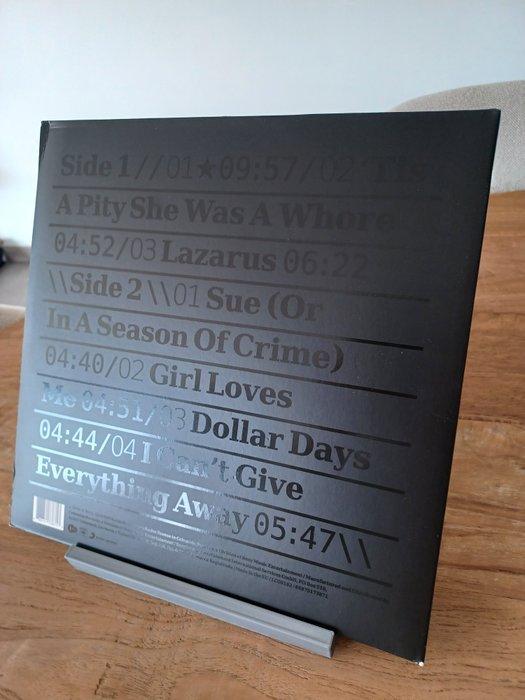 Side 1//01★09:57/02 'Tis
A Pity She Was A Whore
04:52/03 Lazarus 06:22
\\Side 2\\01 Sue (Or
In A Season Of Crime)
04:40/02 Girl Loves
Me 04:51/03 Dollar Days
04:44/04 I Can't Give
Everything Away 05:47\\